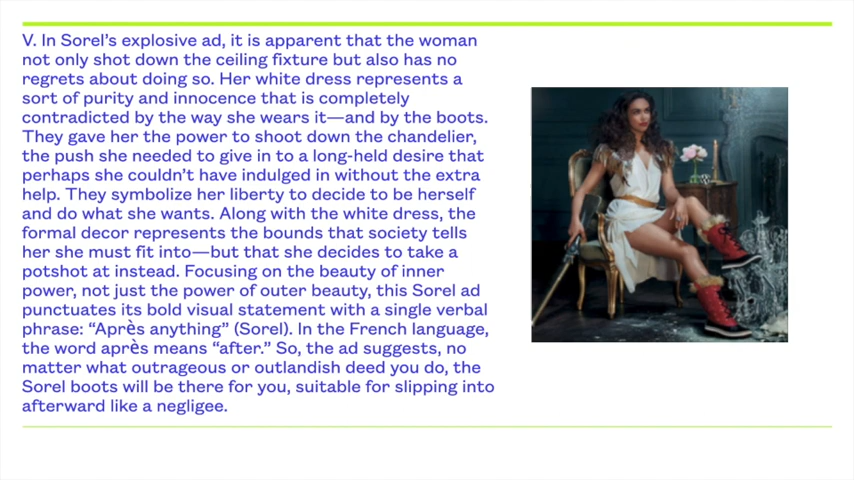 V. In Sorel’s explosive ad, it is apparent that the woman
not only shot down the ceiling fixture but also has no
regrets about doing so. Her white dress represents a
sort of purity and innocence that is completely
contradicted by the way she wears it—and by the boots.
They gave her the power to shoot down the chandelier,
the push she needed to give in to a long-held desire that
perhaps she couldn’t have indulged in without the extra
help. They symbolize her liberty to decide to be herself
and do what she wants. Along with the white dress, the
formal decor represents the bounds that society tells
her she must fit into—but that she decides to take a
potshot at instead. Focusing on the beauty of inner
power, not just the power of outer beauty, this Sorel ad
punctuates its bold visual statement with a single verbal
phrase: “Après anything” (Sorel). In the French language,
the word après means “after.” So, the ad suggests, no
matter what outrageous or outlandish deed you do, the
Sorel boots will be there for you, suitable for slipping into
afterward like a negligee.